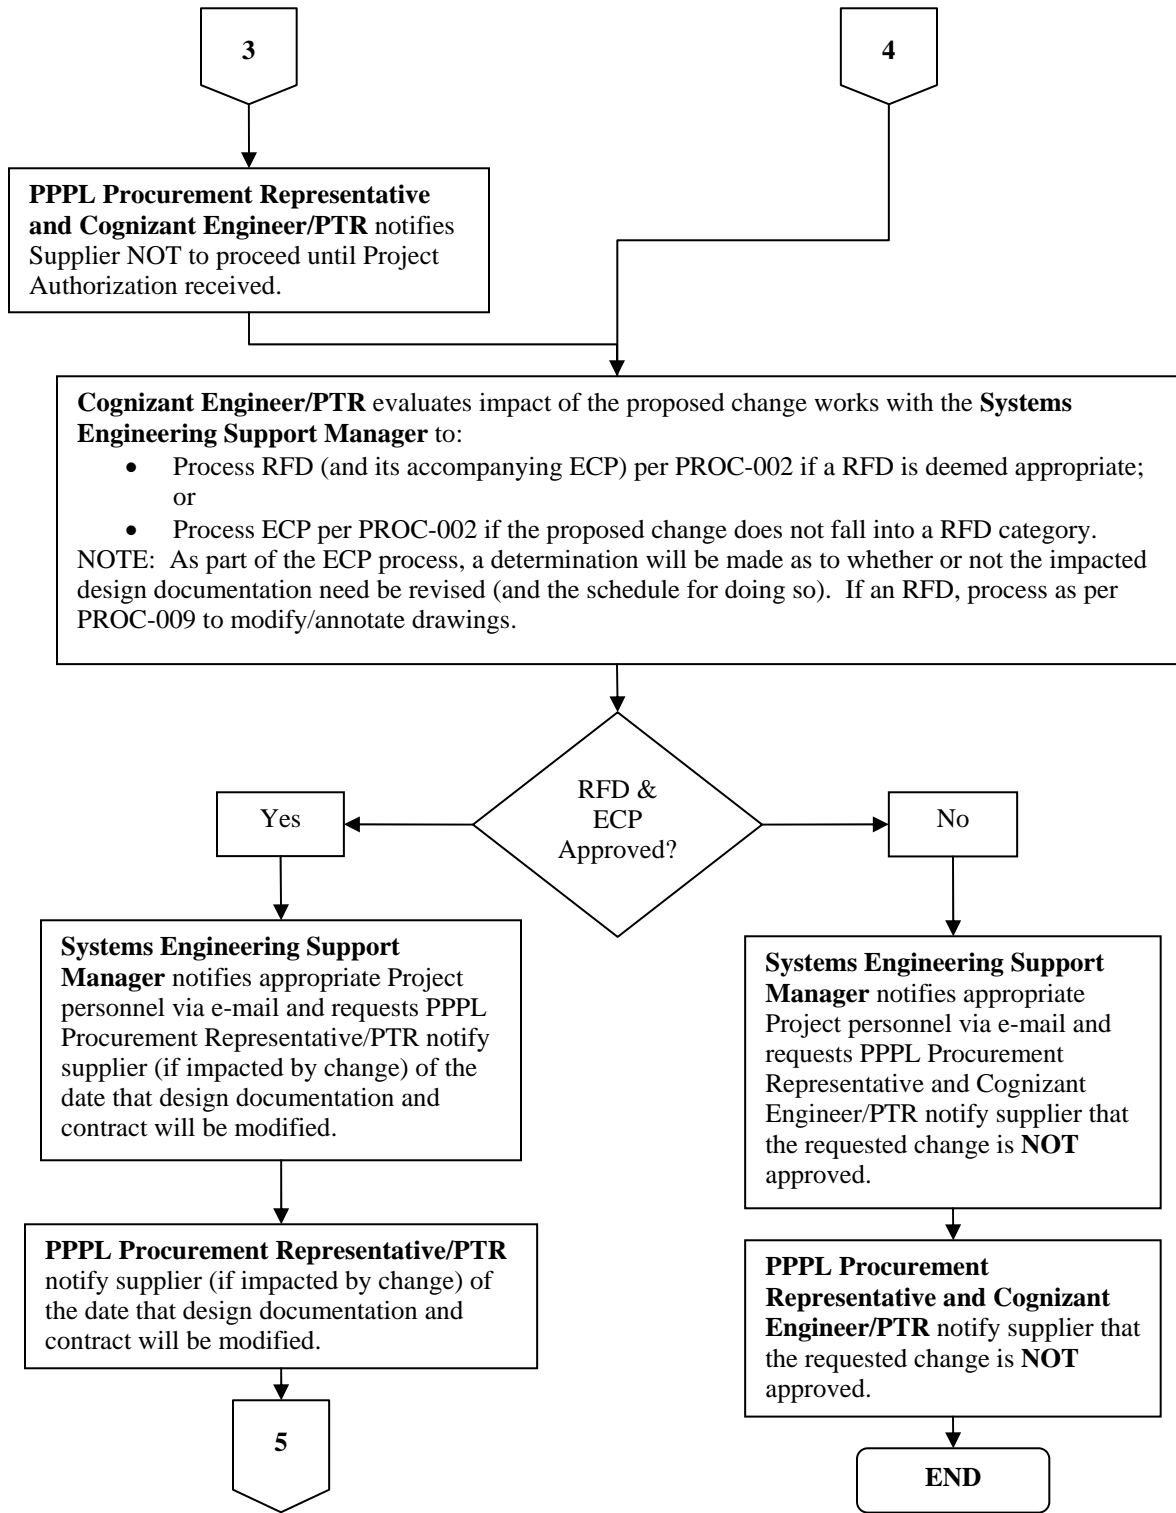 3
4
PPPL Procurement Representative
and Cognizant Engineer/PTR notifies
Supplier NOT to proceed until Project
Authorization received.
Cognizant Engineer/PTR evaluates impact of the proposed change works with the Systems
Engineering Support Manager to:
• Process RFD (and its accompanying ECP) per PROC-002 if a RFD is deemed appropriate;
or
• Process ECP per PROC-002 if the proposed change does not fall into a RFD category.
NOTE: As part of the ECP process, a determination will be made as to whether or not the impacted
design documentation need be revised (and the schedule for doing so). If an RFD, process as per
PROC-009 to modify/annotate drawings.
RFD &
ECP
Approved?
Yes
No
Systems Engineering Support
Manager notifies appropriate Project
personnel via e-mail and requests PPPL
Procurement Representative/PTR notify
supplier (if impacted by change) of the
date that design documentation and
contract will be modified.
Systems Engineering Support
Manager notifies appropriate
Project personnel via e-mail and
requests PPPL Procurement
Representative and Cognizant
Engineer/PTR notify supplier that
the requested change is NOT
approved.
PPPL Procurement Representative/PTR
notify supplier (if impacted by change) of
the date that design documentation and
contract will be modified.
PPPL Procurement
Representative and Cognizant
Engineer/PTR notify supplier that
the requested change is NOT
approved.
5
END